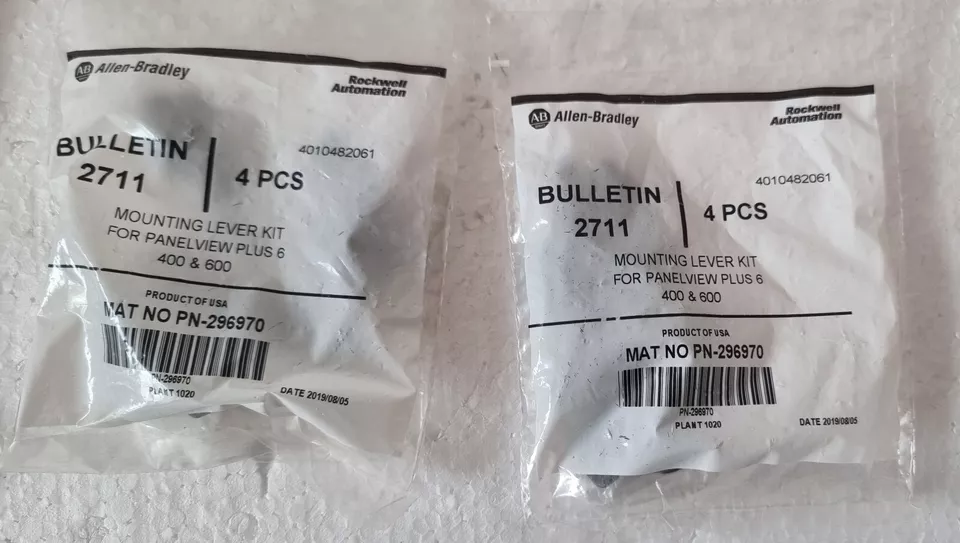 AB Allen-Bradley
Rockwell
Automation
BULLETIN
2711
4 PCS
4010482061
MOUNTING LEVER KIT
FOR PANELVIEW PLUS 6
400 & 600
PRODUCT OF USA
MAT NO PN-296970
PN-296970
PLANT 1020
DATE 2019/08/05
AB Allen-Bradley
Rockwell
Automation
BULLETIN
2711
4 PCS
4010482061
MOUNTING LEVER KIT
FOR PANELVIEW PLUS 6
400 & 600
PRODUCT OF USA
MAT NO PN-296970
PN-296970
PLANT 1020
DATE 2019/08/05